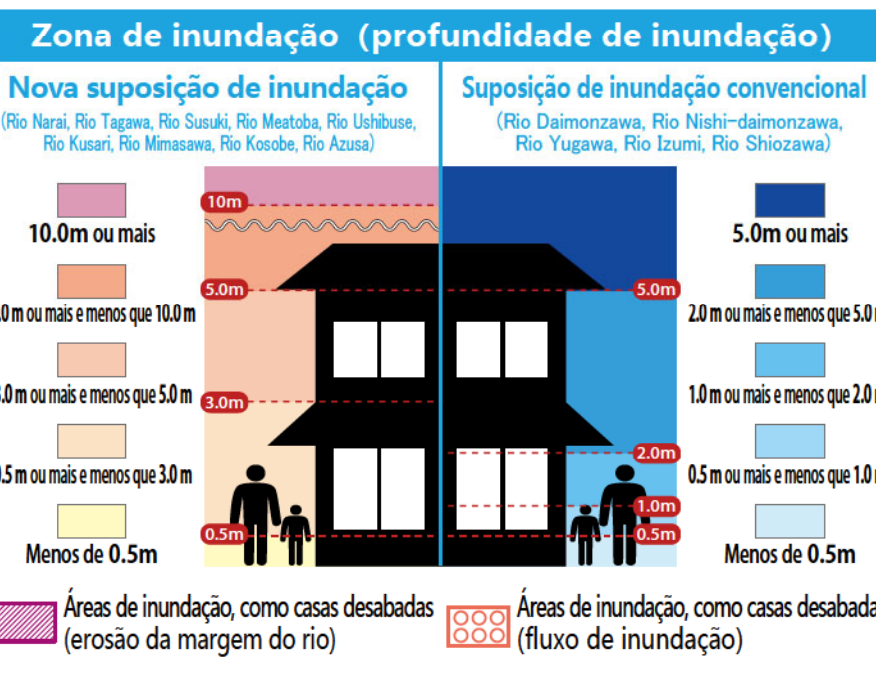 Zona de inundação (profundidade de inundação)
Nova suposição de inundação
(Rio Narai, Rio Tagawa, Rio Susuki, Rio Meatoba, Rio Ushibuse,
Rio Kusari, Rio Mimasawa, Rio Kosobe, Rio Azusa)
10.0m ou mais
.0 m ou mais e menos que 10.0 m
.0 m ou mais e menos que 5.0 m
.5 m ou mais e menos que 3.0 m
Menos de 0.5m
10m
5.0m
3.0m
0.5m
Suposição de inundação convencional
(Rio Daimonzawa, Rio Nishi-daimonzawa,
Rio Yugawa, Rio Izumi, Rio Shiozawa)
5.0m
2.0m
1.0m
0.5m
5.0m ou mais
2.0 m ou mais e menos que 5.0
1.0 m ou mais e menos que 2.0
0.5 m ou mais e menos que 1.0
Menos de 0.5m
Áreas de inundação, como casas desabadas
(erosão da margem do rio)
Áreas de inundação, como casas desabada
(fluxo de inundação)